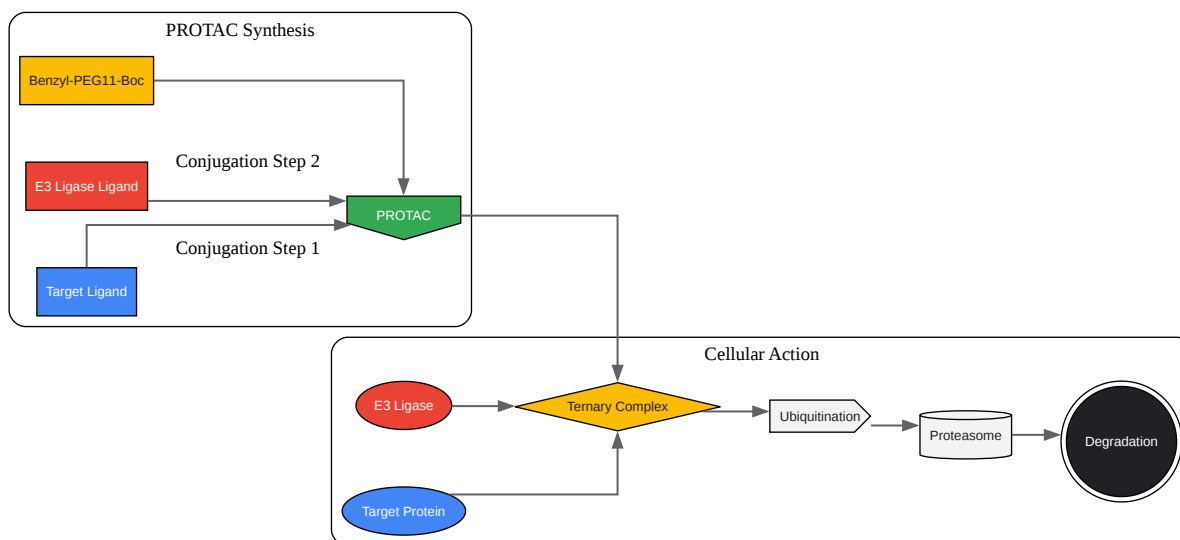 PROTAC Synthesis
Benzyl-PEG11-Boc
Conjugation Step 2
E3 Ligase Ligand
PROTAC
Conjugation Step 1
Target Ligand
Cellular Action
E3 Ligase
Ternary Complex
Ubiquitination
Proteasome
Degradation
Target Protein